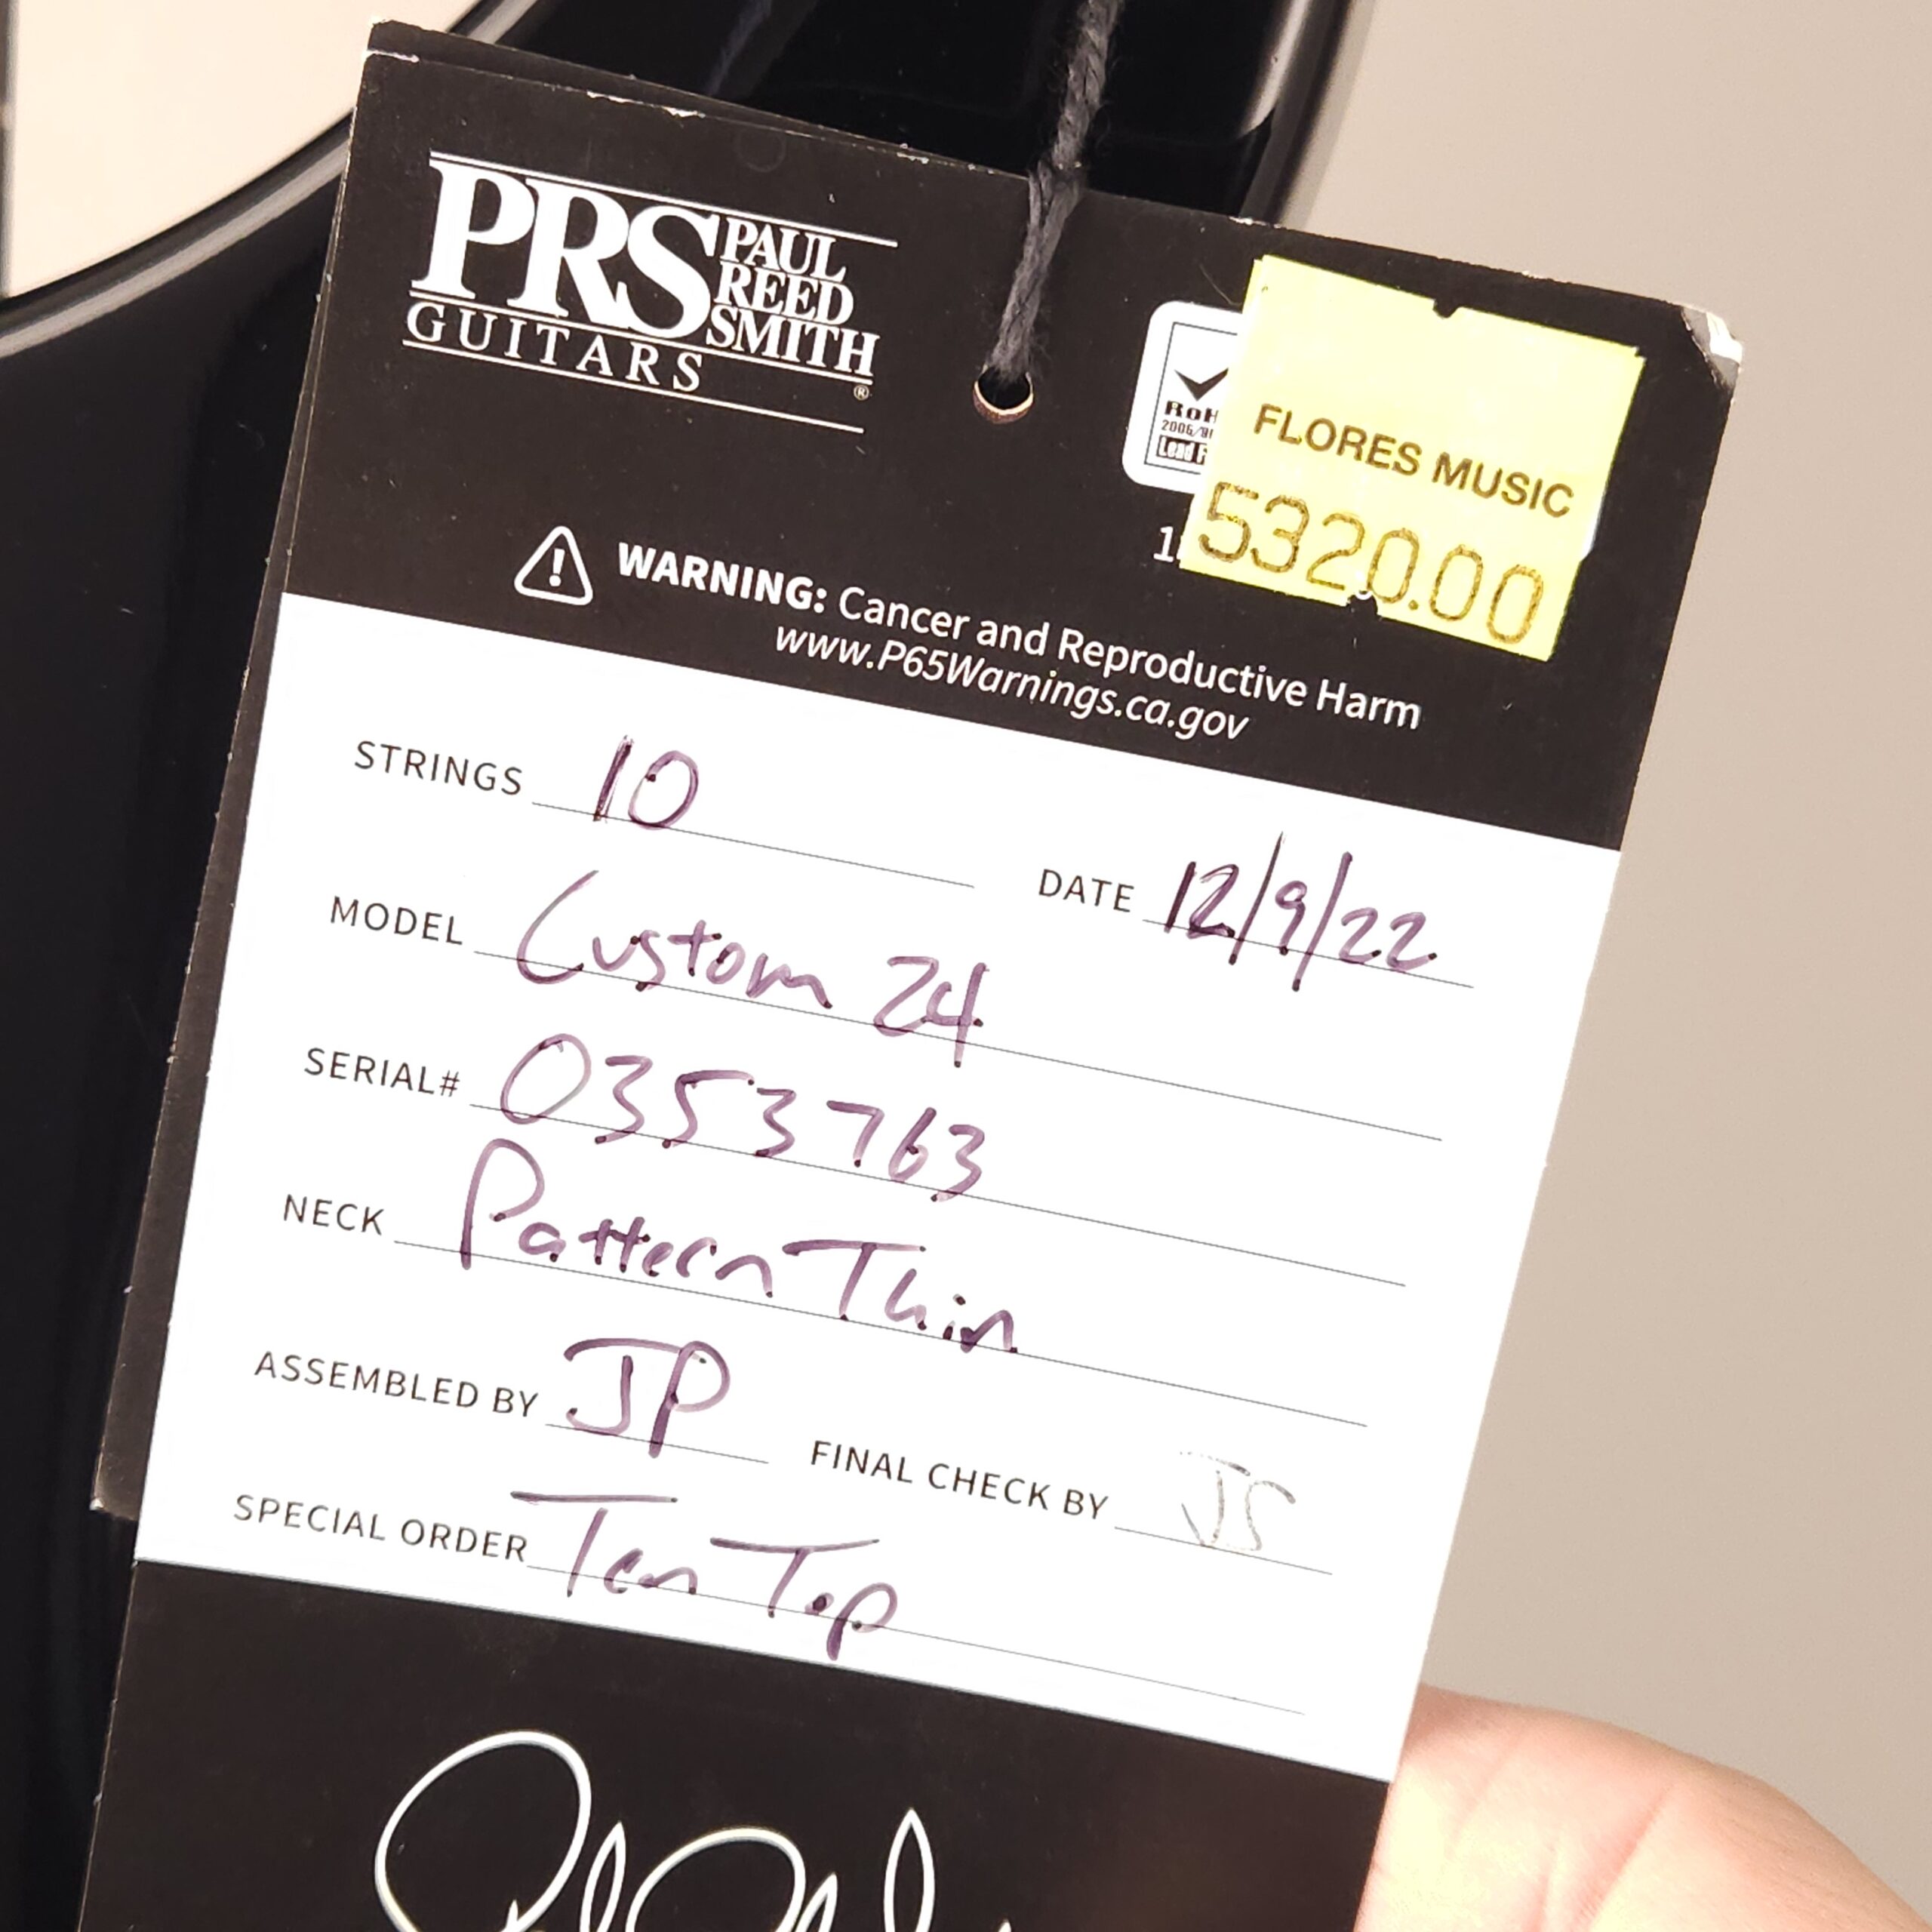 PRS PAUL
REED
SMITH
GUITARS ®
FLORES MUSIC
5320.00
WARNING: Cancer and Reproductive Harm
www.P65Warnings.ca.gov
STRINGS 10
DATE 12/9/22
MODEL Custom 24
SERIAL# 0353763
NECK Pattern Thin
ASSEMBLED BY JP
FINAL CHECK BY JS
SPECIAL ORDER Ten Top